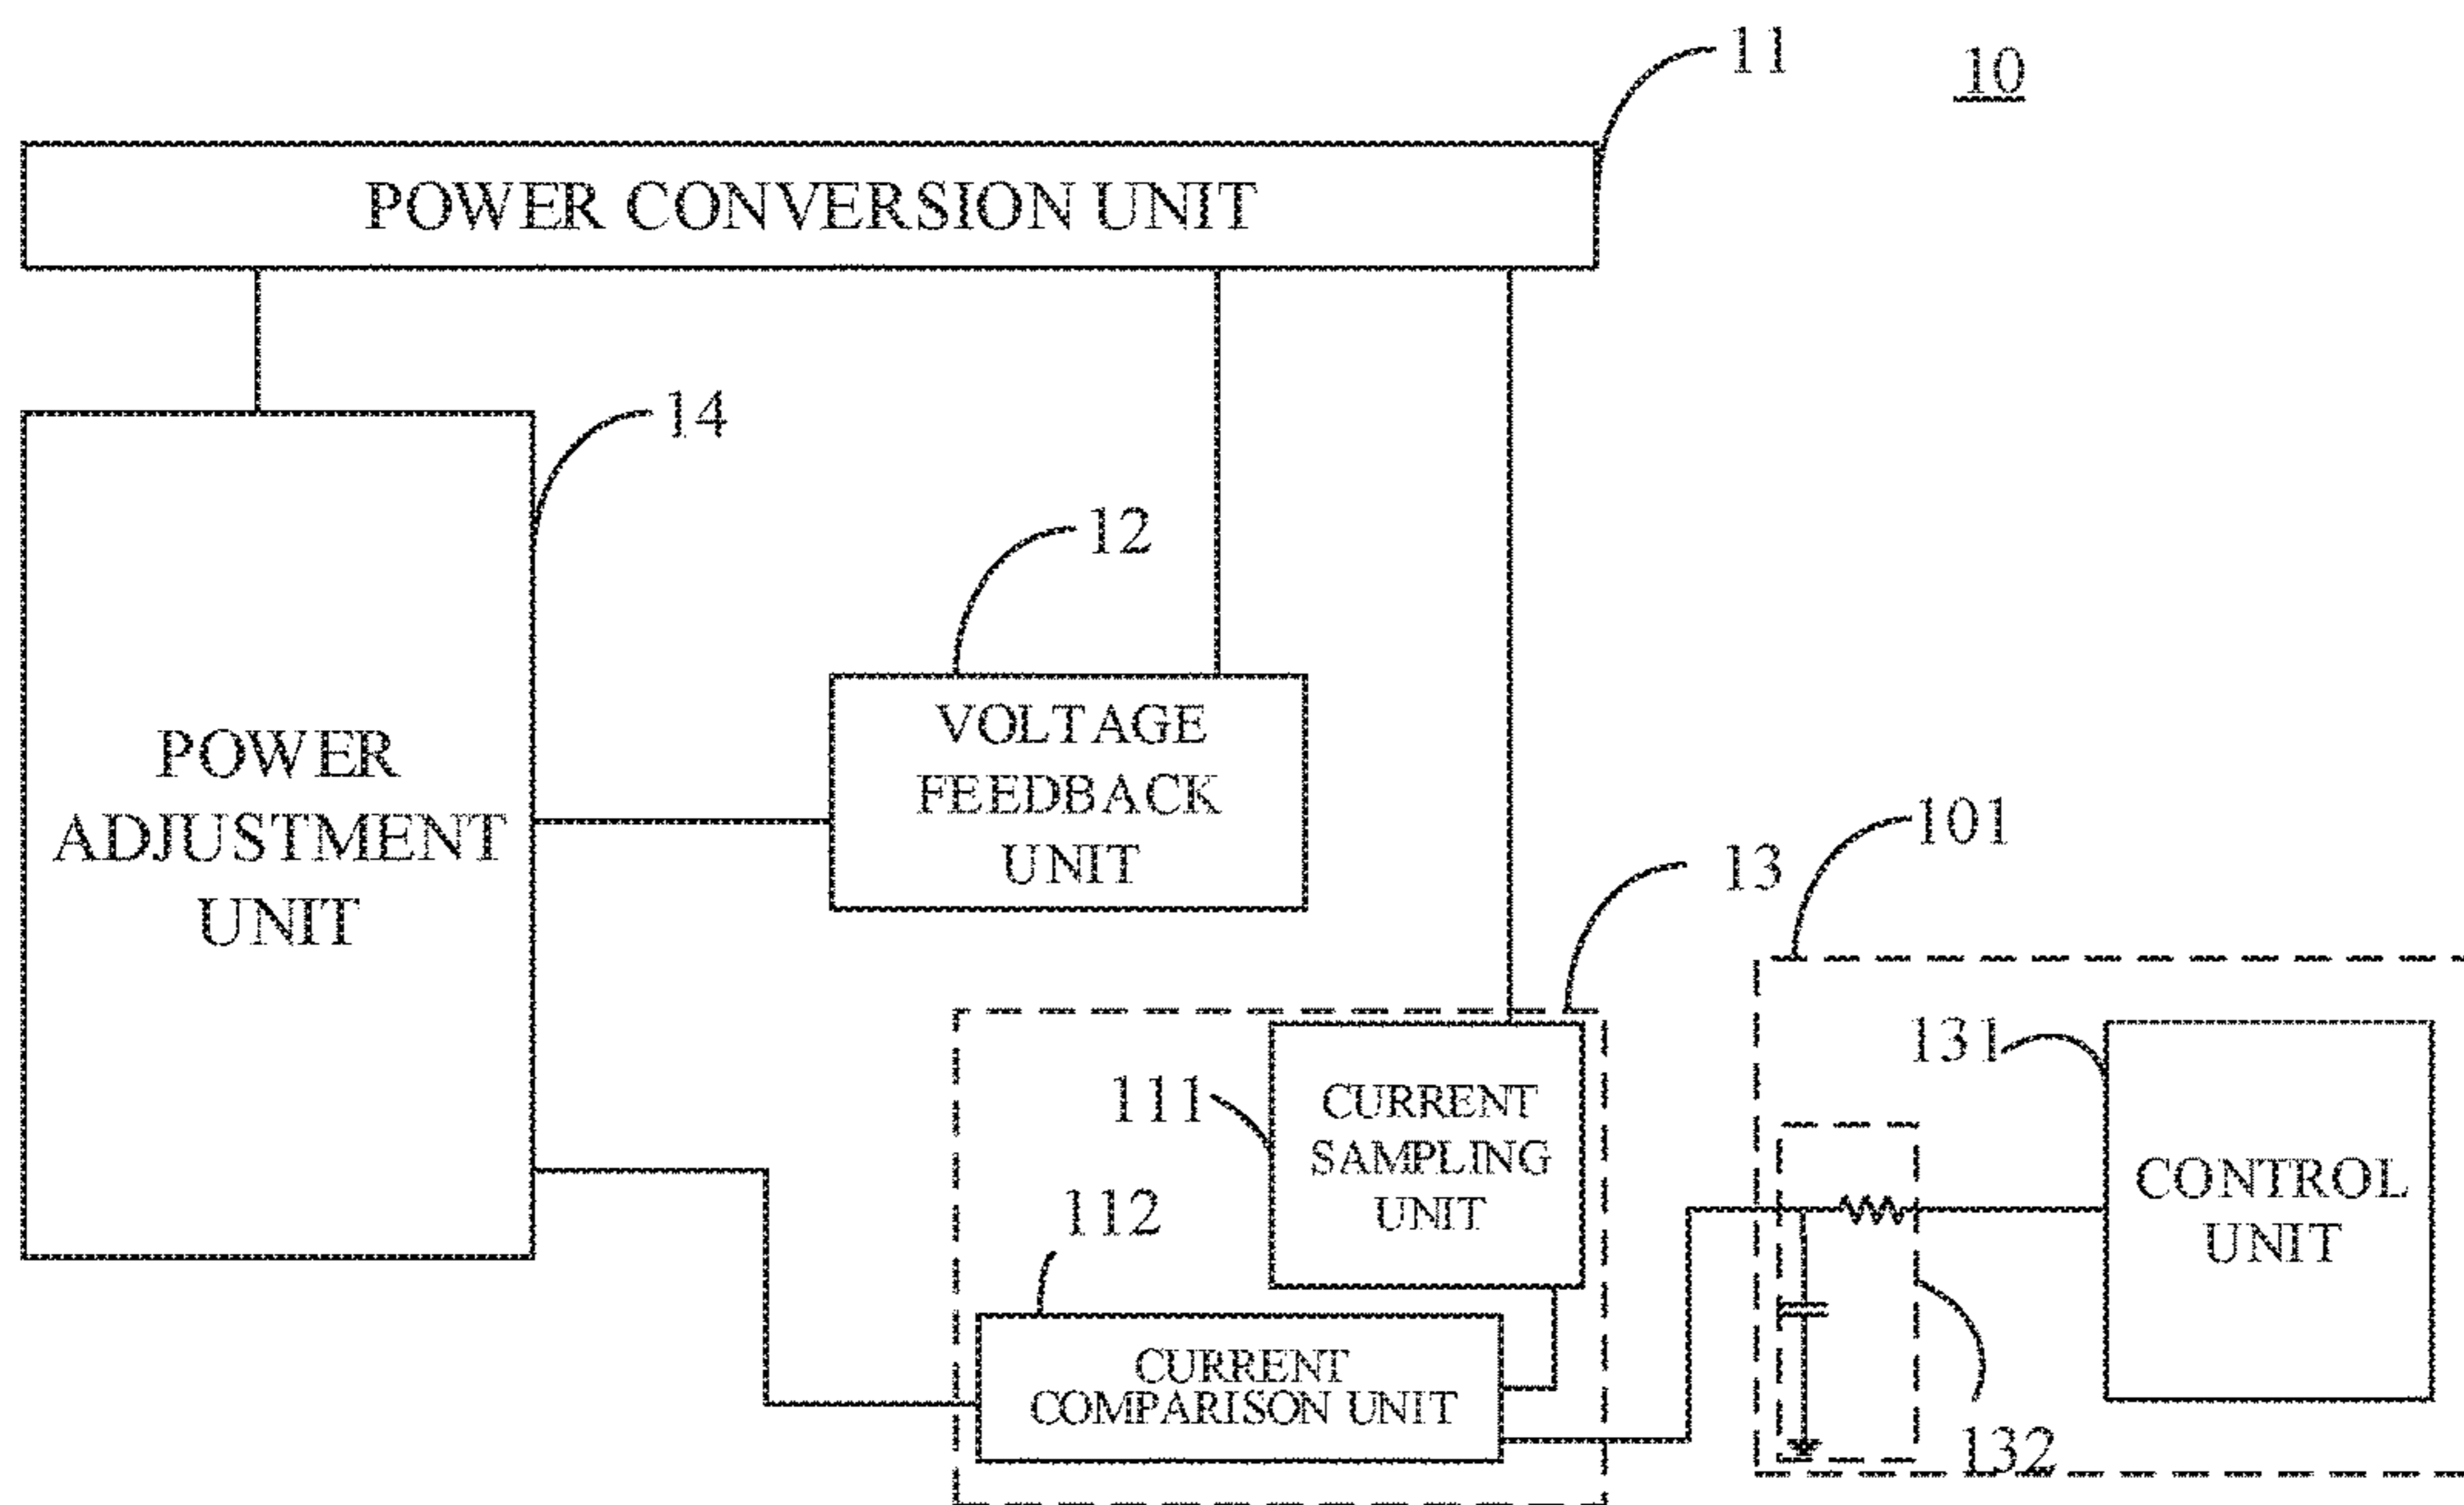 11
10
POWER CONVERSION UNIT
14
12
VOLTAGE
FEEDBACK
UNIT
POWER
ADJUSTMENT
UNIT
13
101
111
CURRENT
SAMPLING
UNIT
131
CONTROL
UNIT
112
CURRENT
COMPARISON UNIT
132